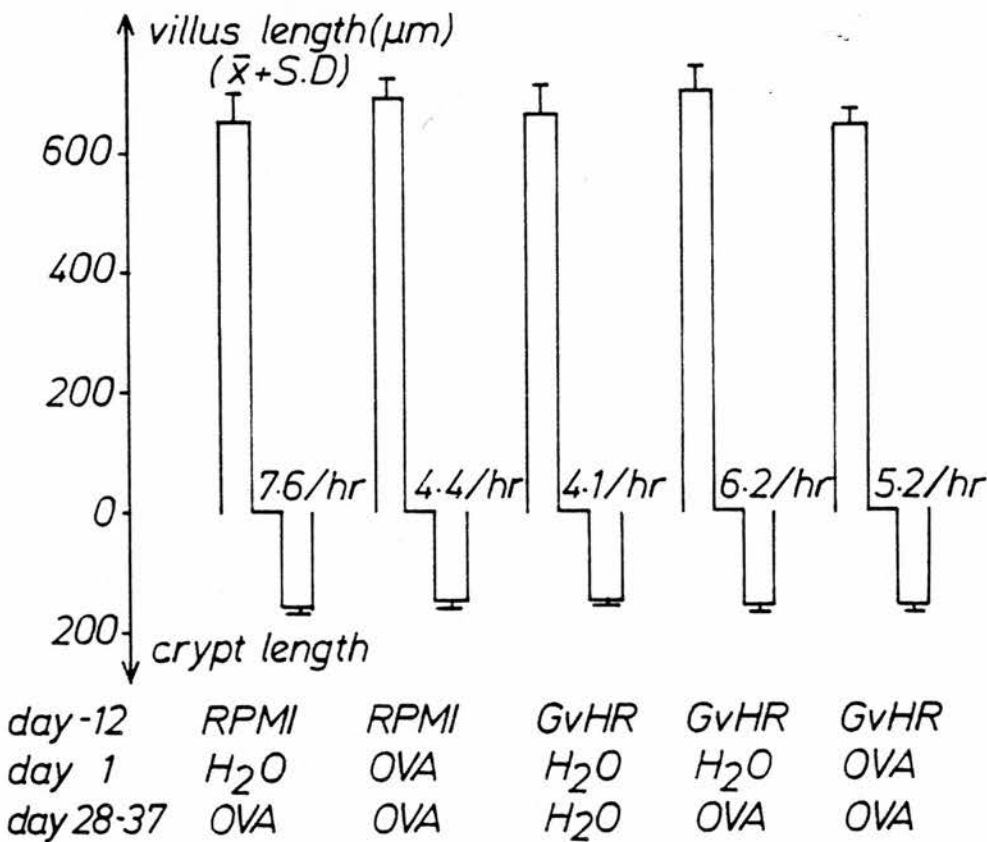 villus length(µm)
(x̄+S.D)
600
400
200
0
200
7.6/hr 4.4/hr 4.1/hr 6.2/hr 5.2/hr
crypt length
day -12 RPMI RPMI GvHR GvHR GvHR
day 1 H₂O OVA H₂O H₂O OVA
day 28-37 OVA OVA H₂O OVA OVA